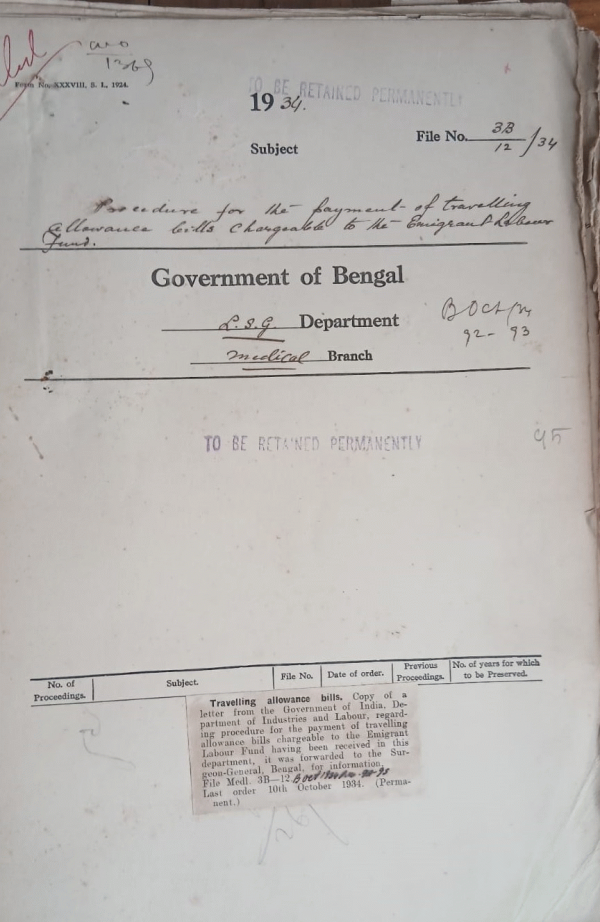 Form No. XXXVIII, S. I., 1924.
TO BE RETAINED PERMANENTLY
1934.
File No. 3B/12/34
Subject
Procedure for the payment of travelling
allowance bills chargeable to the Emigrant Labour
Fund.
Government of Bengal
L.S.G. Department
92-93
Medical Branch
TO BE RETAINED PERMANENTLY
95
No. of Proceedings.
Subject.
File No.
Date of order.
Previous Proceedings.
No. of years for which to be Preserved.
Travelling allowance bills. Copy of a
letter from the Government of India, De-
partment of Industries and Labour, regard-
ing procedure for the payment of travelling
allowance bills chargeable to the Emigrant
Labour Fund having been received in this
department, it was forwarded to the Sur-
geon-General, Bengal, for information.
File Medl. 3B—12
Last order 10th October 1934. (Perma-
nent.)